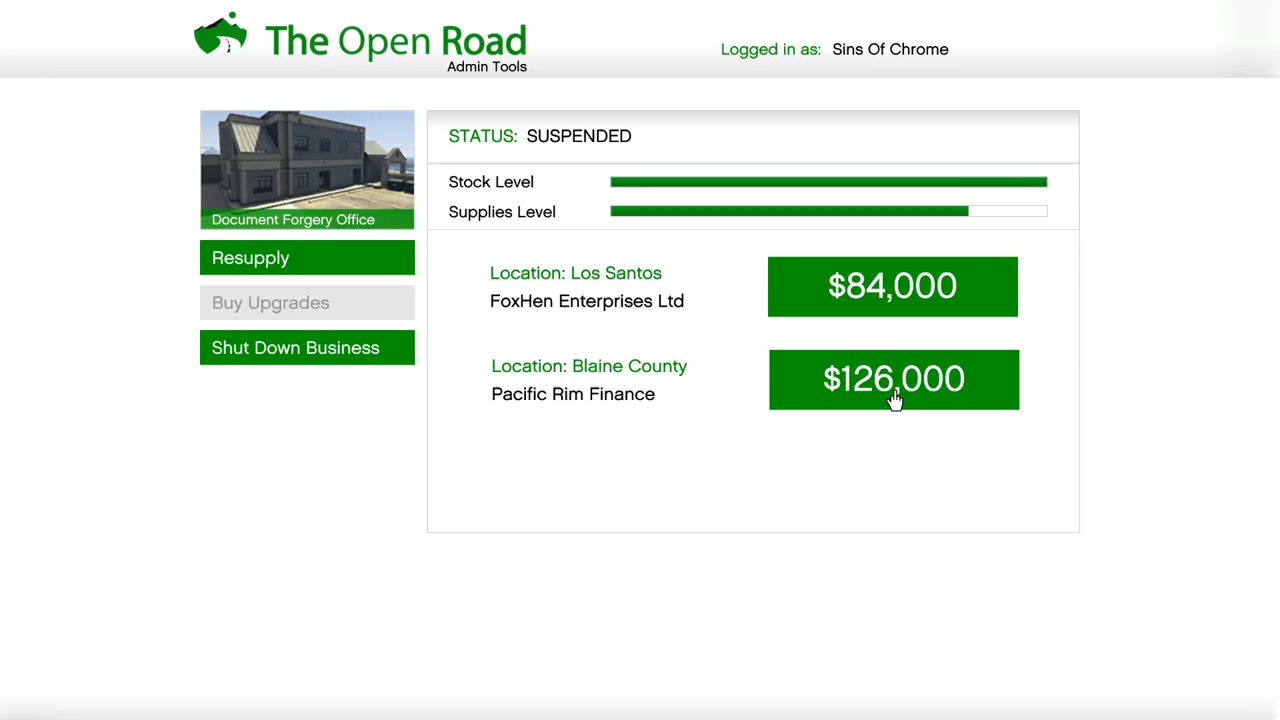 The Open Road
Admin Tools
Logged in as: Sins Of Chrome
Document Forgery Office
Resupply
Buy Upgrades
Shut Down Business
STATUS: SUSPENDED
Stock Level
Supplies Level
Location: Los Santos
FoxHen Enterprises Ltd
$84,000
Location: Blaine County
Pacific Rim Finance
$126,000